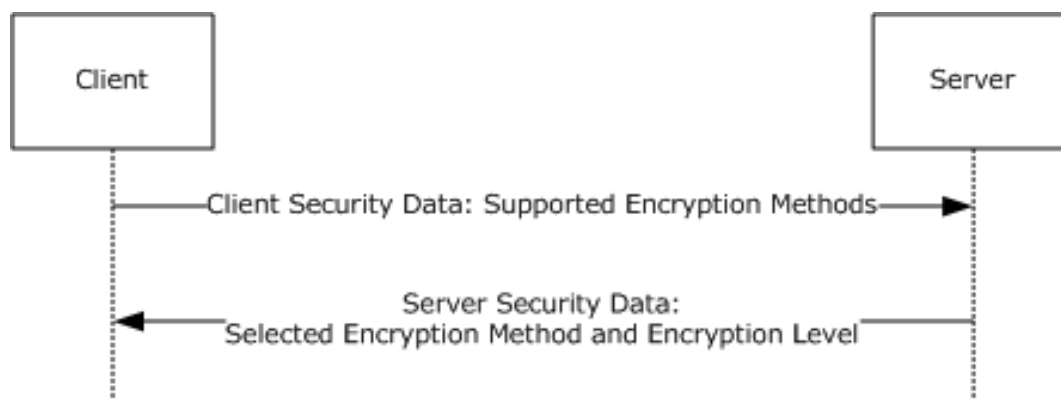 Client
Server
Client Security Data: Supported Encryption Methods
Server Security Data:
Selected Encryption Method and Encryption Level